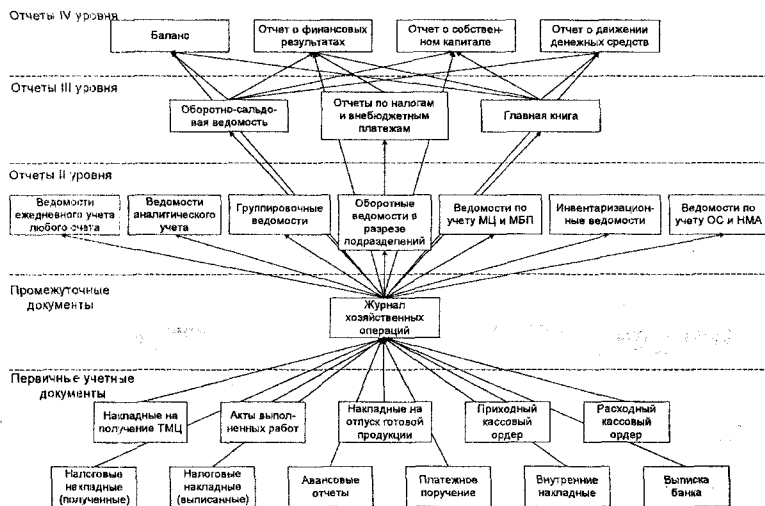 Отчеты IV уровня
Баланс
Отчет о финансовых
результатах
Отчет о собствен-
ном капитале
Отчет о движении
денежных средств
Отчеты III уровня
Оборотно-сальдо-
вая ведомость
Отчеты по налогам
и внебюджетным
платежам
Главная книга
Отчеты II уровня
Ведомости
ежедневного учета
любого счета
Ведомости
аналитического
учета
Группировочные
ведомости
Оборотные
ведомости в
разрезе
подразделений
Ведомости по
учету МЦ и МБП
Инвентаризацион-
ные ведомости
Ведомости по
учету ОС и НМА
Промежуточные
документы
Журнал
хозяйственных
операций
Первичные учетные
документы
Накладные на
получение ТМЦ
Акты выпол-
ненных работ
Накладные на
отпуск готовой
продукции
Приходный
кассовый
ордер
Расходный
кассовый
ордер
Налоговые
накладные
(полученные)
Налоговые
накладные
(выписанные)
Авансовые
отчеты
Платежное
поручение
Внутренние
накладные
Выписка
банка